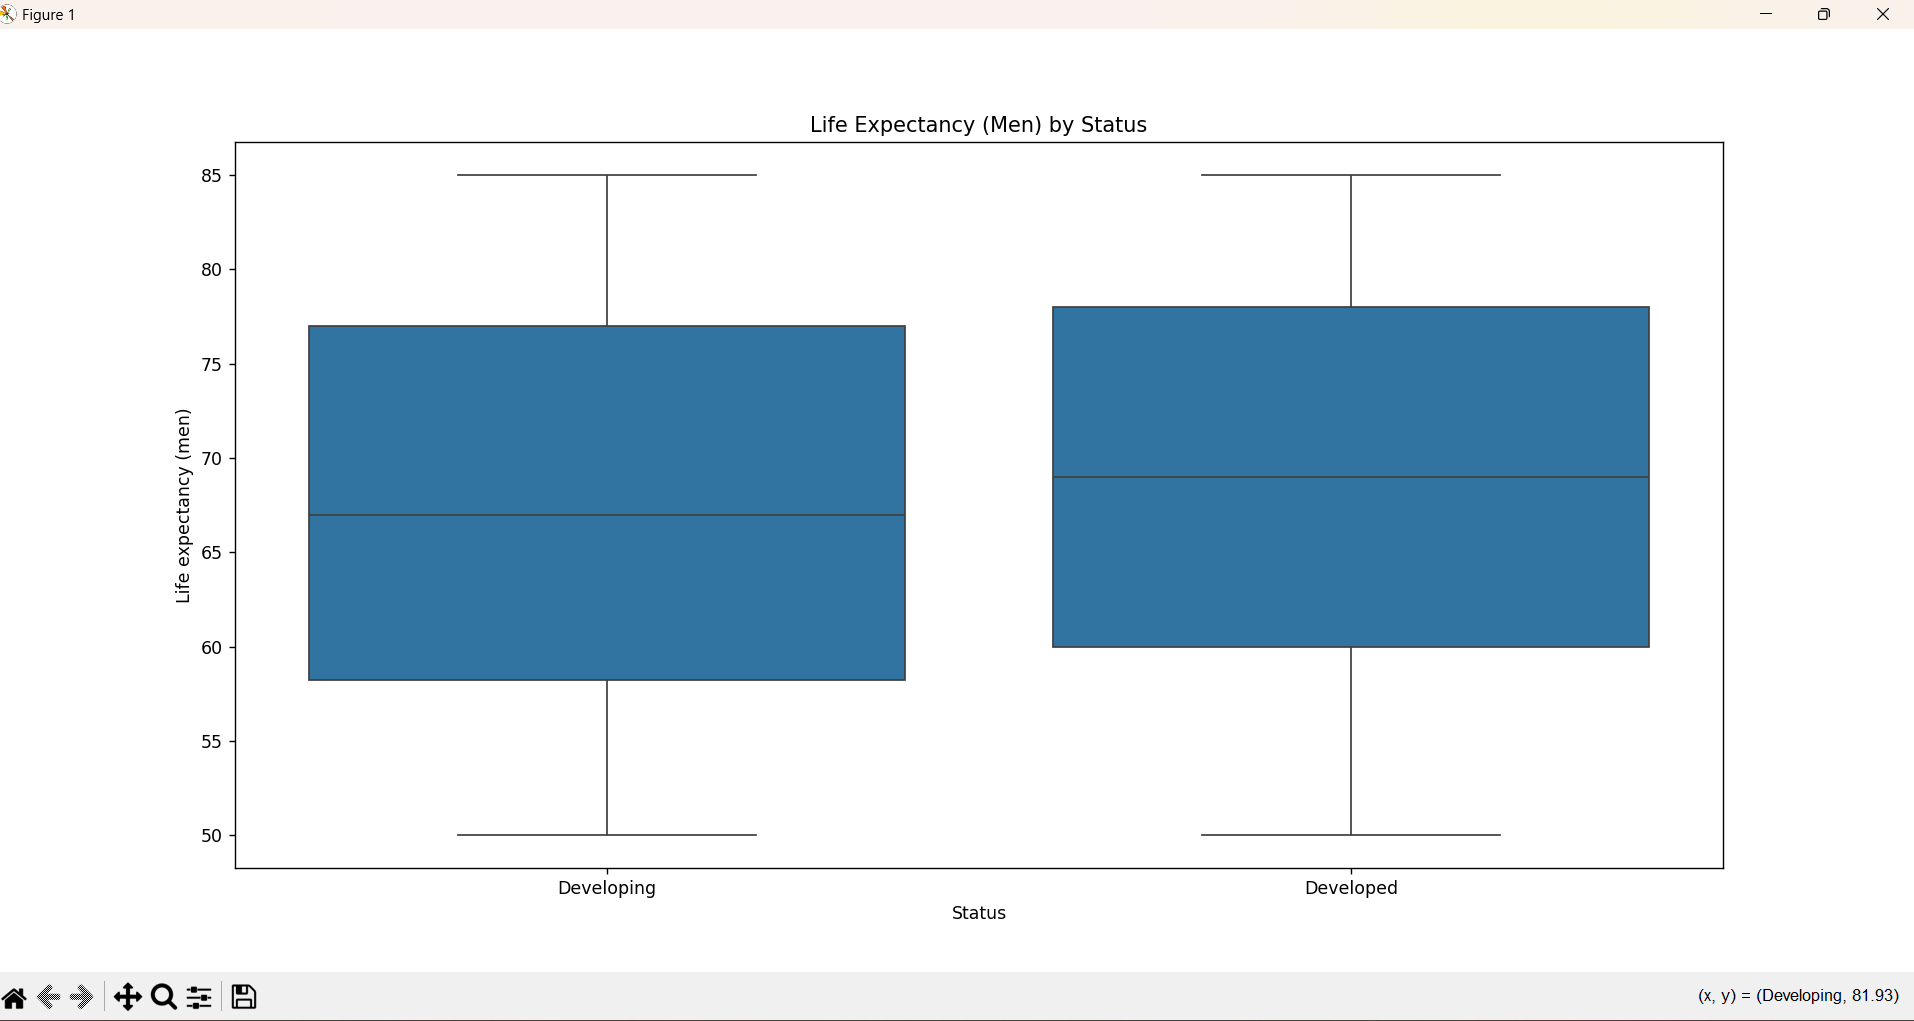 Figure 1
Life Expectancy (Men) by Status
Life expectancy (men)
85
80
75
70
65
60
55
50
Developing
Developed
Status
(x, y) = (Developing, 81.93)